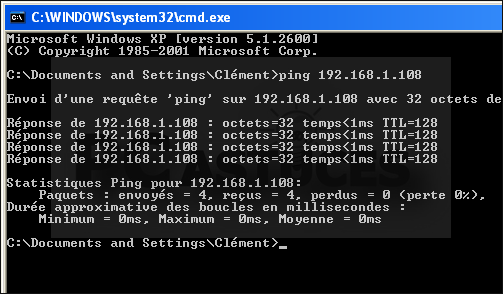 C:\WINDOWS\system32\cmd.exe
Microsoft Windows XP [version 5.1.2600]
(C) Copyright 1985-2001 Microsoft Corp.
C:\Documents and Settings\Clément>ping 192.168.1.108
Envoi d'une requête 'ping' sur 192.168.1.108 avec 32 octets de
Réponse de 192.168.1.108 : octets=32 temps<1ms TTL=128
Réponse de 192.168.1.108 : octets=32 temps<1ms TTL=128
Réponse de 192.168.1.108 : octets=32 temps<1ms TTL=128
Réponse de 192.168.1.108 : octets=32 temps<1ms TTL=128
Statistiques Ping pour 192.168.1.108:
Paquets : envoyés = 4, reçus = 4, perdus = 0 (perte 0%),
Durée approximative des boucles en millisecondes :
Minimum = 0ms, Maximum = 0ms, Moyenne = 0ms
C:\Documents and Settings\Clément>_